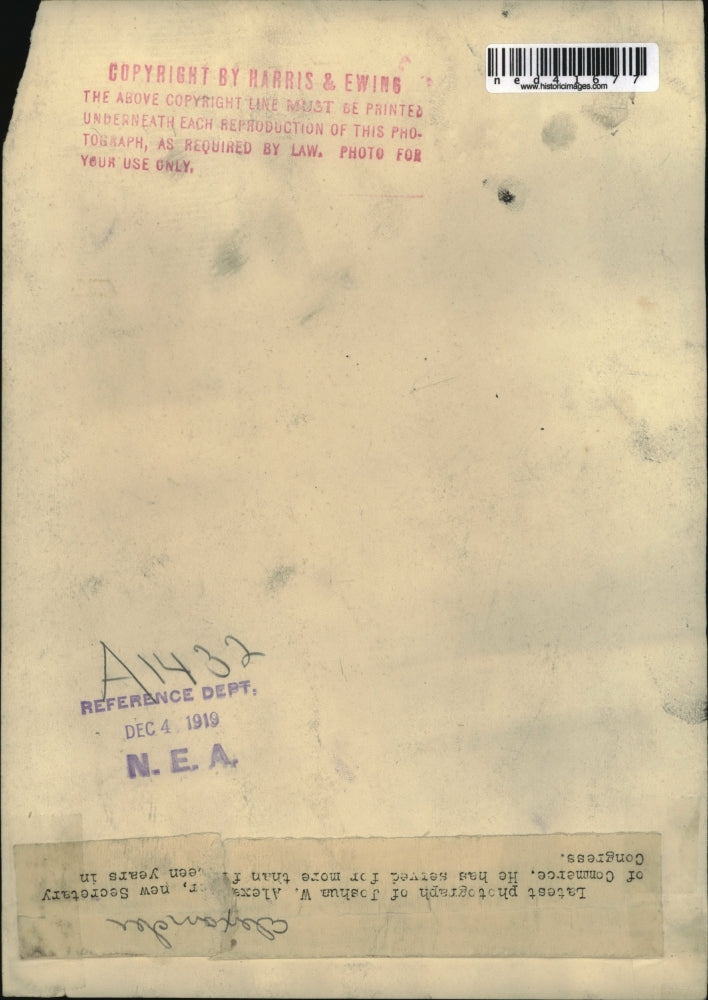 COPYRIGHT BY HARRIS & EWING
THE ABOVE COPYRIGHT LINE MUST BE PRINTED
UNDERNEATH EACH REPRODUCTION OF THIS PHO-
TOGRAPH, AS REQUIRED BY LAW. PHOTO FOR
YOUR USE ONLY.
ned41677
www.historicimages.com
A1432
REFERENCE DEPT.
DEC 4 1919
N. E. A.
Alexander
Latest photograph of Joshua W. Alexander, new Secretary
of Commerce. He has served for more than fifteen years in
Congress.